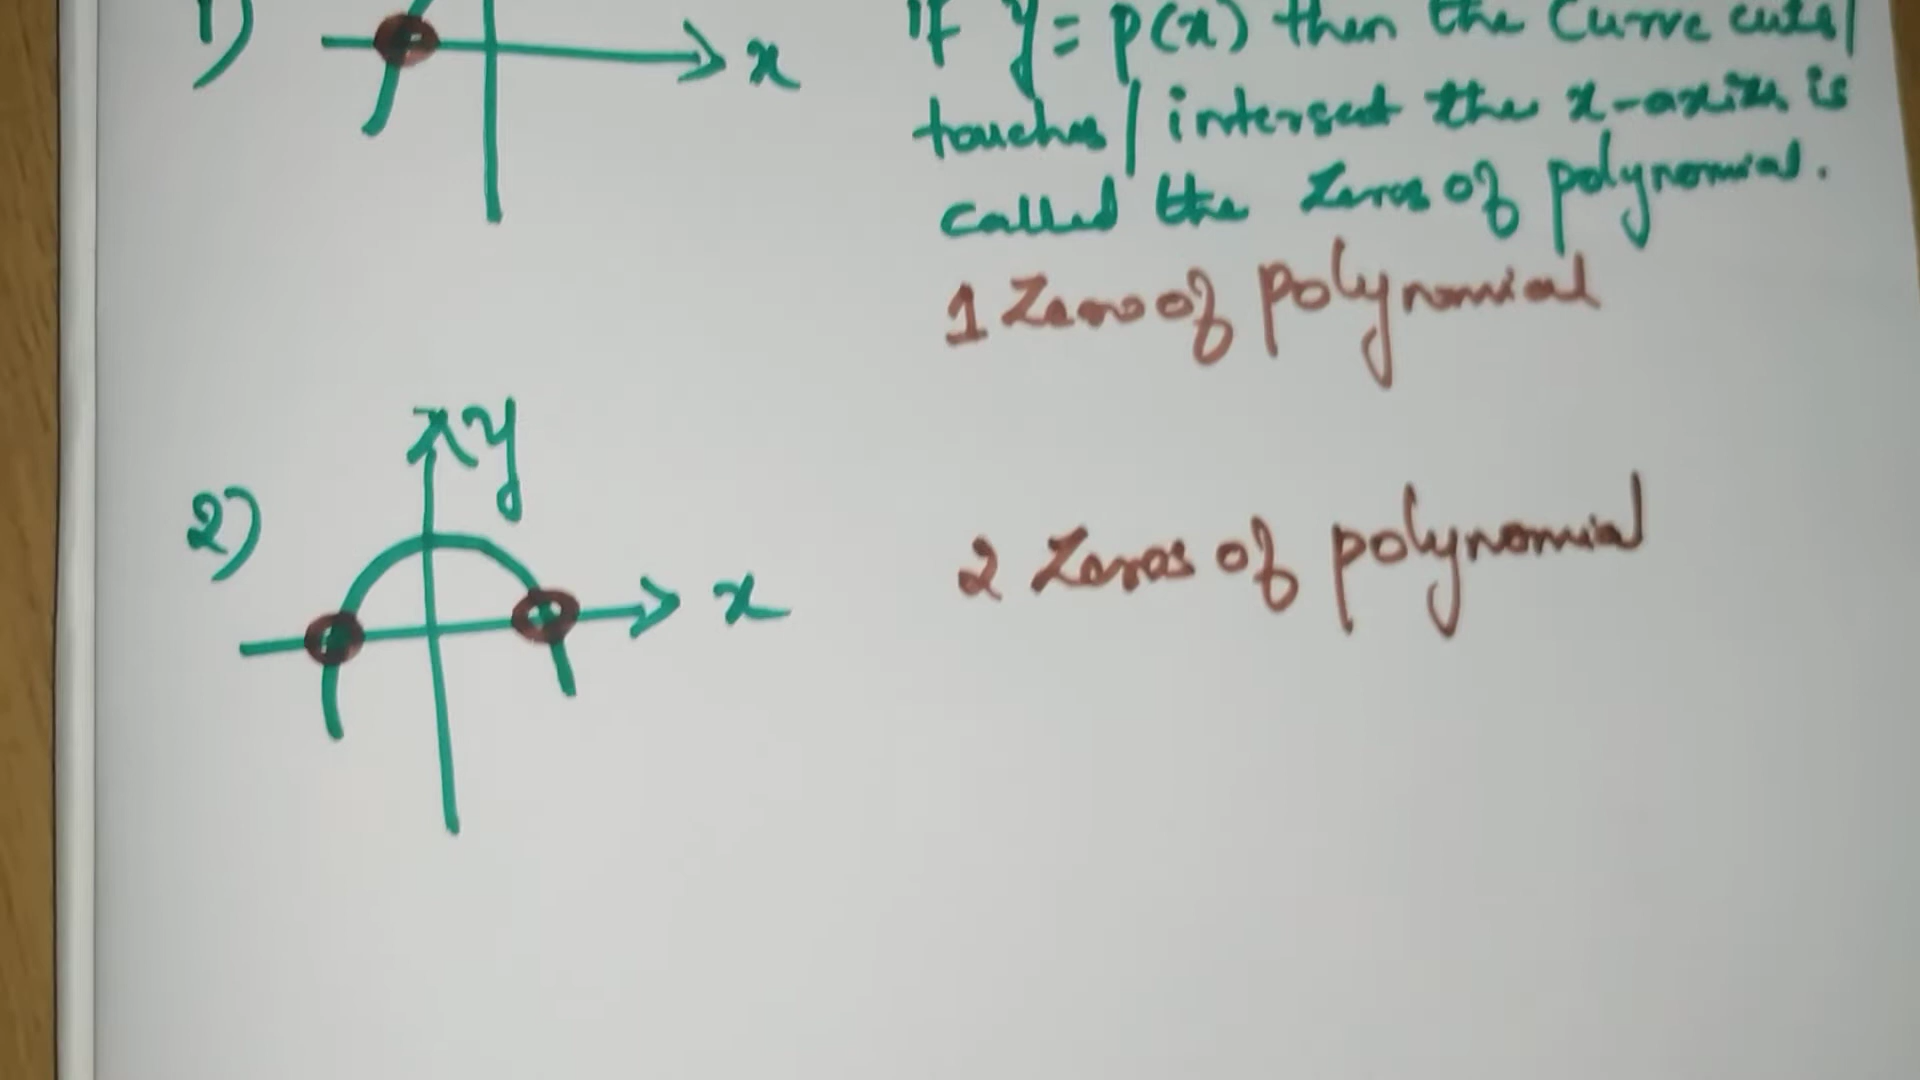 1)
x
If y = p(x) then the curve cuts/
touches/intersect the x-axis is
called the zeros of polynomial.
1 Zero of polynomial
y
2)
2 Zeros of polynomial
x